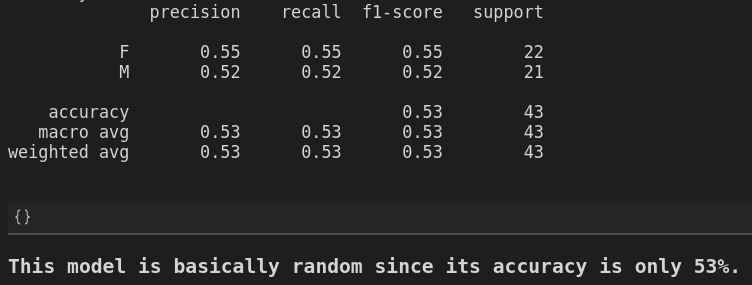 precision recall f1-score support
F 0.55 0.55 0.55 22
M 0.52 0.52 0.52 21
accuracy 0.53 43
macro avg 0.53 0.53 0.53 43
weighted avg 0.53 0.53 0.53 43
{}
This model is basically random since its accuracy is only 53%.